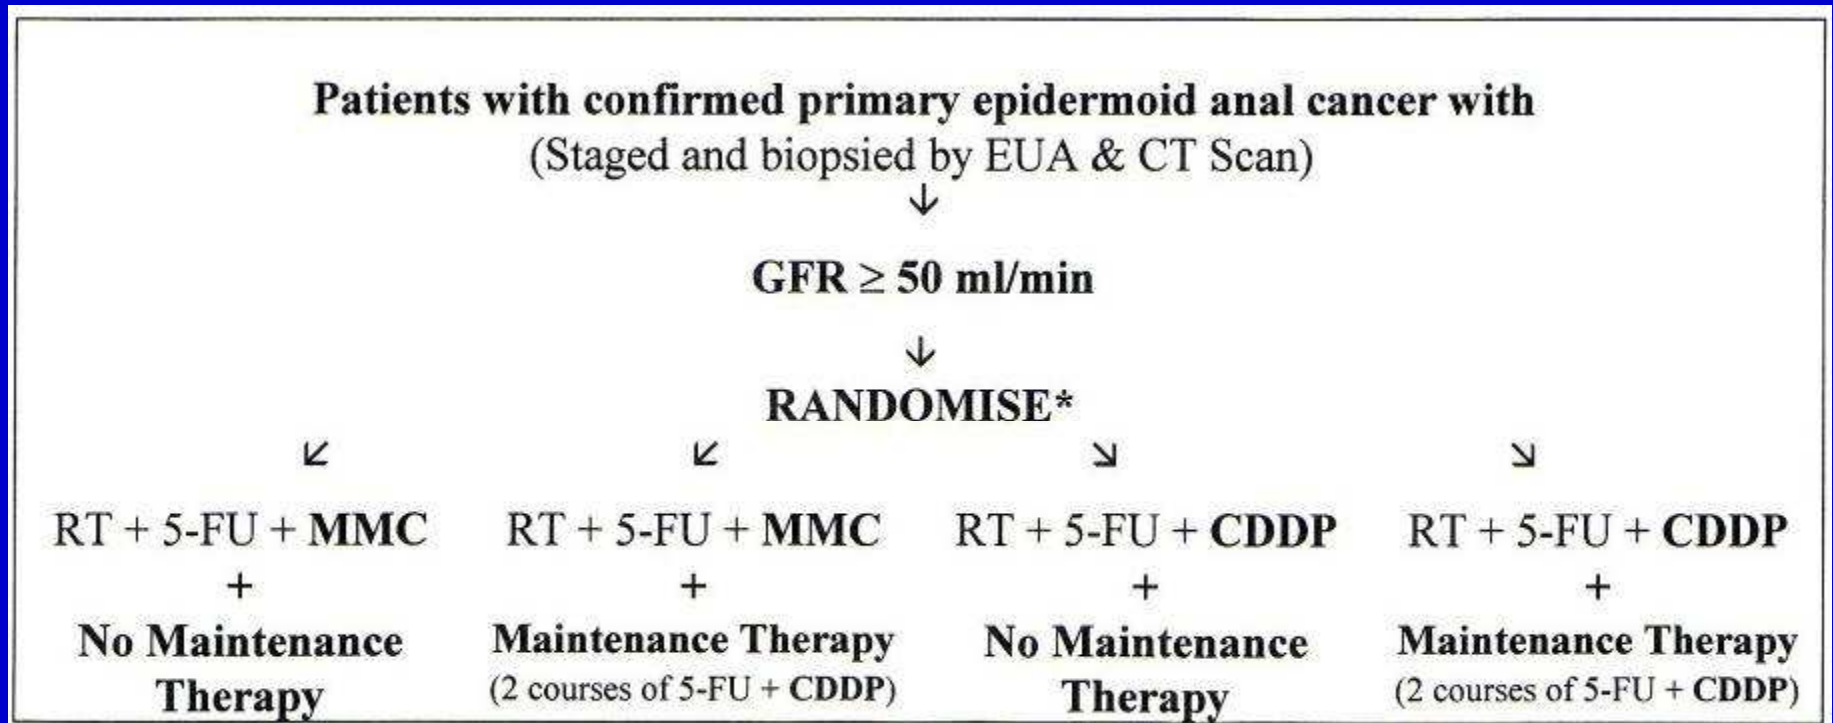 Patients with confirmed primary epidermoid anal cancer with
(Staged and biopsied by EUA & CT Scan)
↓
GFR ≥ 50 ml/min
↓
RANDOMISE*
↙ ↙ ↘ ↘
RT + 5-FU + MMC RT + 5-FU + MMC RT + 5-FU + CDDP RT + 5-FU + CDDP
+ + + +
No Maintenance Maintenance Therapy No Maintenance Maintenance Therapy
Therapy (2 courses of 5-FU + CDDP) Therapy (2 courses of 5-FU + CDDP)